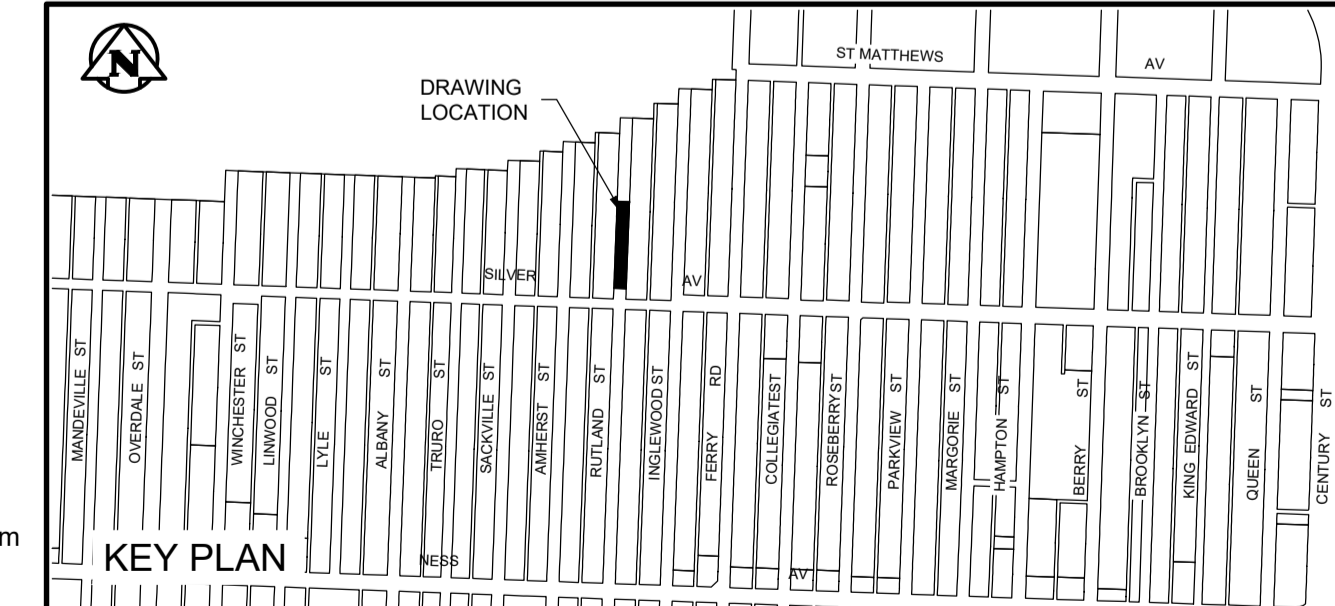 N
ST MATTHEWS
AV
DRAWING
LOCATION
SILVER
AV
MANDEVILLE ST
OVERDALE ST
WINCHESTER ST
LINWOOD ST
LYLE ST
ALBANY ST
TRURO ST
SACKVILLE ST
AMHERST ST
RUTLAND ST
INGLEWOOD ST
FERRY RD
COLLEGIATE ST
ROSEBERRY ST
PARKVIEW ST
MARGORIE ST
HAMPTON ST
BERRY ST
BROOKLYN ST
KING EDWARD ST
QUEEN ST
CENTURY ST
m
KEY PLAN
NESS
AV